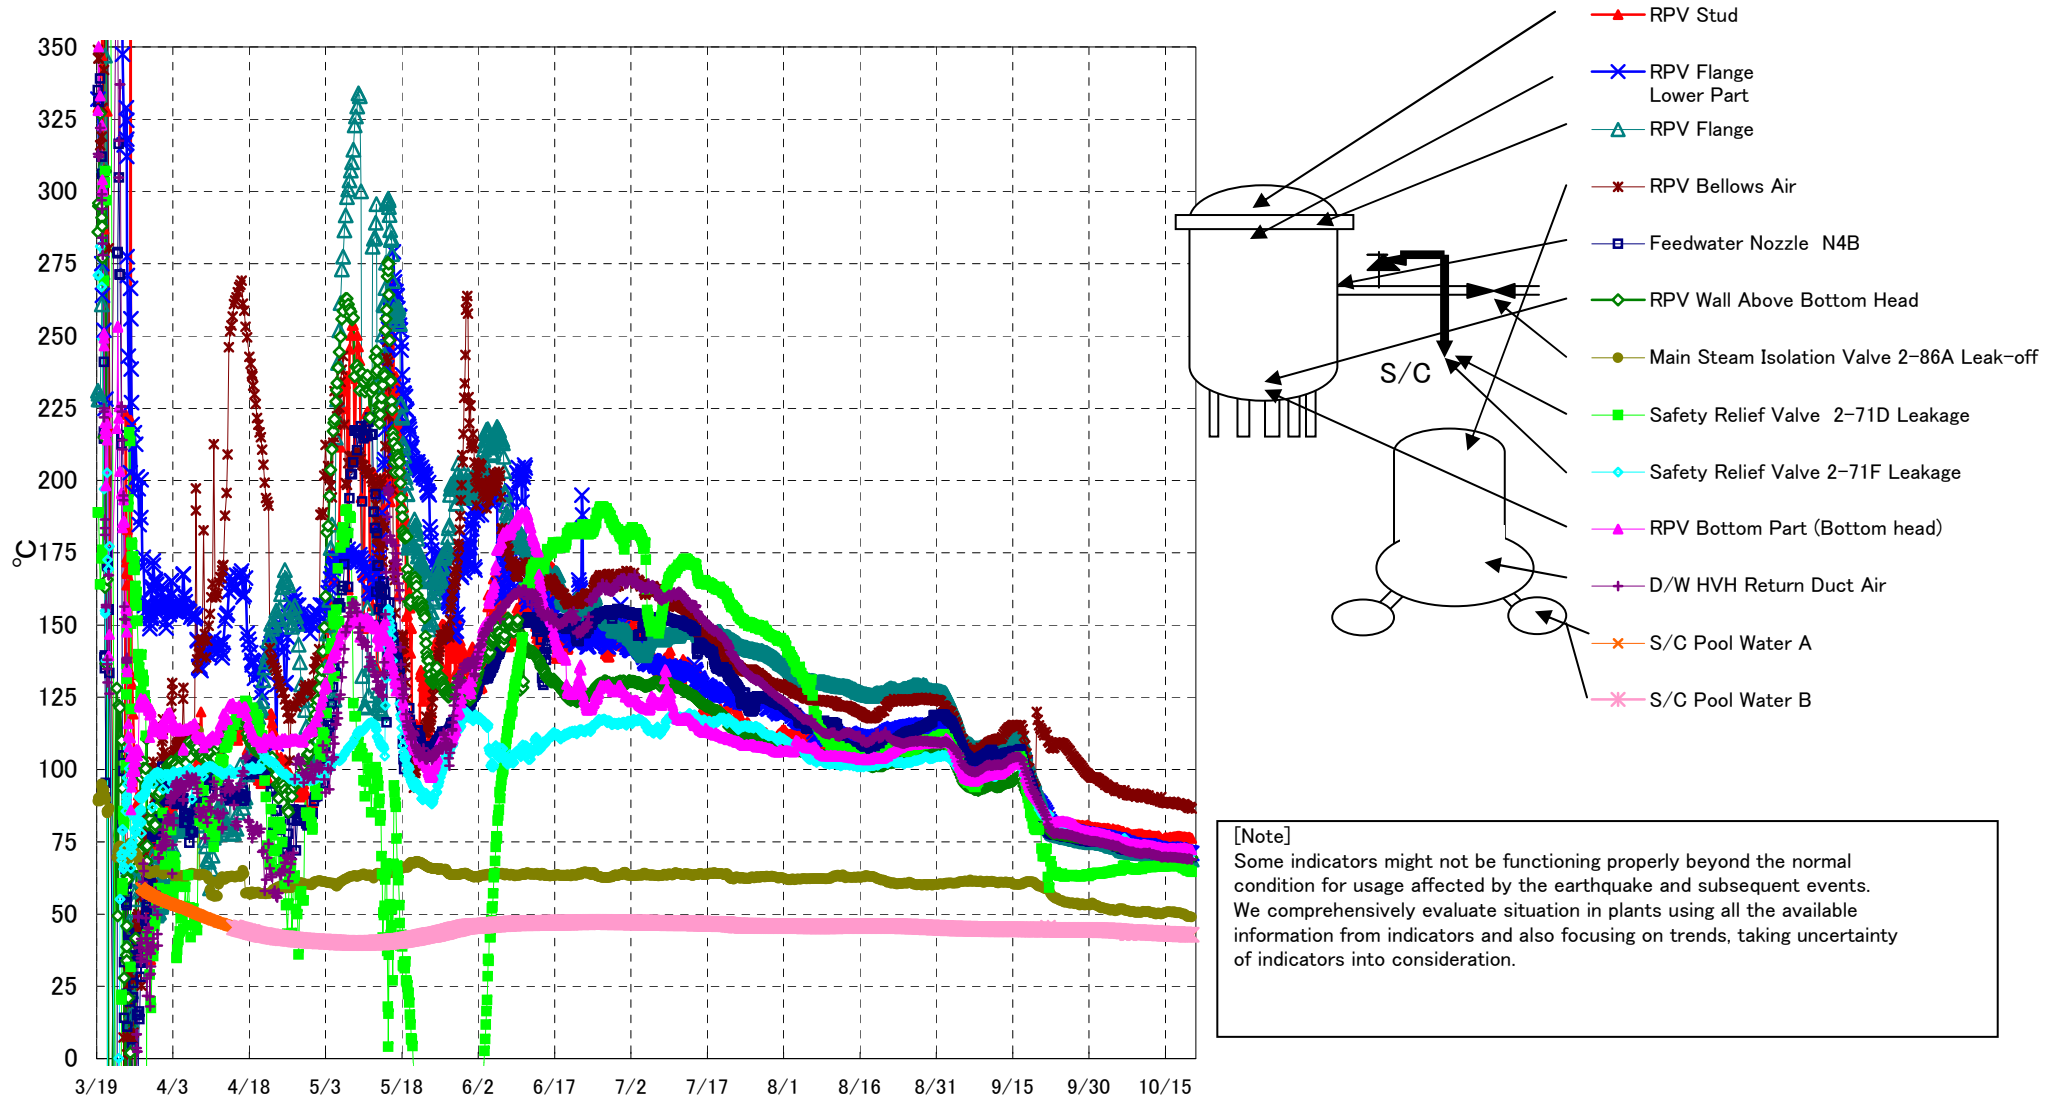 °C
350
325
300
275
250
225
200
175
150
125
100
75
50
25
0
3/19 4/3 4/18 5/3 5/18 6/2 6/17 7/2 7/17 8/1 8/16 8/31 9/15 9/30 10/15
RPV Stud
RPV Flange
Lower Part
RPV Flange
RPV Bellows Air
Feedwater Nozzle N4B
RPV Wall Above Bottom Head
Main Steam Isolation Valve 2-86A Leak-off
Safety Relief Valve 2-71D Leakage
Safety Relief Valve 2-71F Leakage
RPV Bottom Part (Bottom head)
D/W HVH Return Duct Air
S/C Pool Water A
S/C Pool Water B
S/C
[Note]
Some indicators might not be functioning properly beyond the normal
condition for usage affected by the earthquake and subsequent events.
We comprehensively evaluate situation in plants using all the available
information from indicators and also focusing on trends, taking uncertainty
of indicators into consideration.